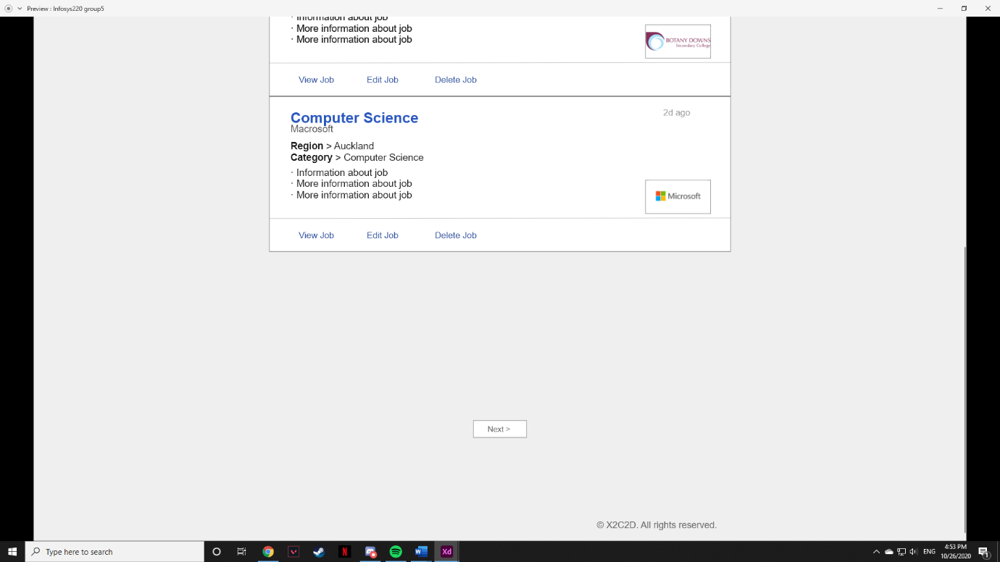 Preview : Infosys220 group5
· Information about job
· More information about job
· More information about job
BOTANY DOWNS
Secondary College
View Job Edit Job Delete Job
Computer Science
2d ago
Macrosoft
Region > Auckland
Category > Computer Science
· Information about job
· More information about job
· More information about job
Microsoft
View Job Edit Job Delete Job
Next >
© X2C2D. All rights reserved.
Type here to search
N
W
Xd
ENG
4:53 PM
10/26/2020
1